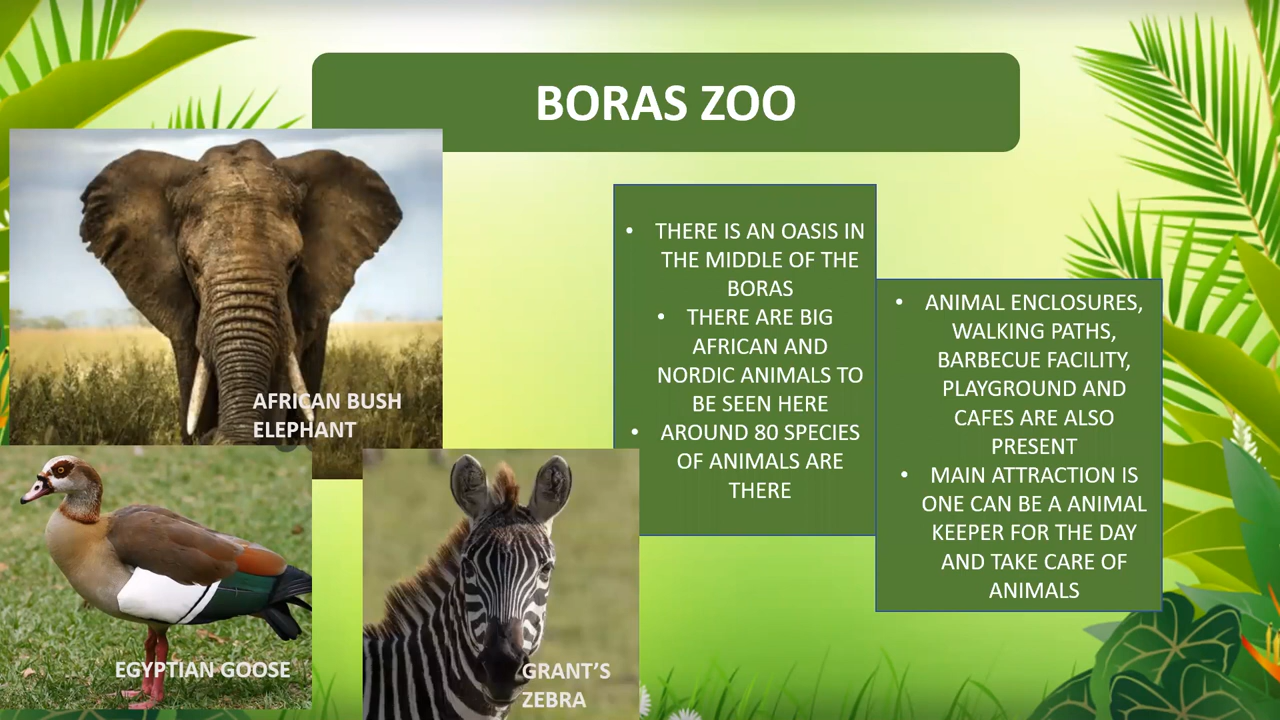 BORAS ZOO
AFRICAN BUSH
ELEPHANT
EGYPTIAN GOOSE
GRANT'S
ZEBRA
• THERE IS AN OASIS IN
THE MIDDLE OF THE
BORAS
• THERE ARE BIG
AFRICAN AND
NORDIC ANIMALS TO
BE SEEN HERE
• AROUND 80 SPECIES
OF ANIMALS ARE
THERE
• ANIMAL ENCLOSURES,
WALKING PATHS,
BARBECUE FACILITY,
PLAYGROUND AND
CAFES ARE ALSO
PRESENT
• MAIN ATTRACTION IS
ONE CAN BE A ANIMAL
KEEPER FOR THE DAY
AND TAKE CARE OF
ANIMALS